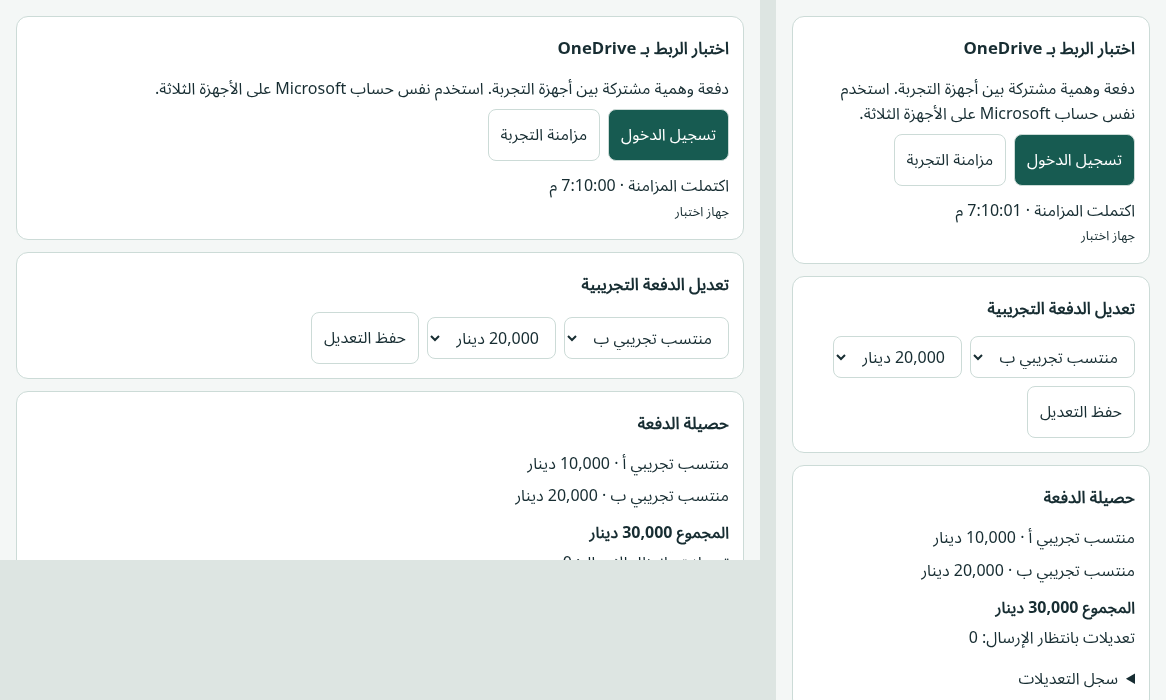 اختبار الربط بـ OneDrive
دفعة وهمية مشتركة بين أجهزة التجربة. استخدم نفس حساب Microsoft على الأجهزة الثلاثة.
تسجيل الدخول
مزامنة التجربة
اكتملت المزامنة · 7:10:00 م
جهاز اختبار
تعديل الدفعة التجريبية
منتسب تجريبي ب
20,000 دينار
حفظ التعديل
حصيلة الدفعة
منتسب تجريبي أ · 10,000 دينار
منتسب تجريبي ب · 20,000 دينار
المجموع 30,000 دينار
اختبار الربط بـ OneDrive
دفعة وهمية مشتركة بين أجهزة التجربة. استخدم
نفس حساب Microsoft على الأجهزة الثلاثة.
تسجيل الدخول
مزامنة التجربة
اكتملت المزامنة · 7:10:01 م
جهاز اختبار
تعديل الدفعة التجريبية
منتسب تجريبي ب
20,000 دينار
حفظ التعديل
حصيلة الدفعة
منتسب تجريبي أ · 10,000 دينار
منتسب تجريبي ب · 20,000 دينار
المجموع 30,000 دينار
تعديلات بانتظار الإرسال: 0
سجل التعديلات